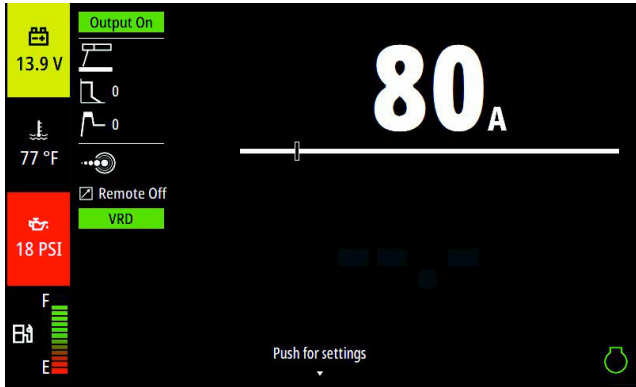 13.9 V
77 °F
18 PSI
F
E
Output On
0
0
Remote Off
VRD
80A
Push for settings